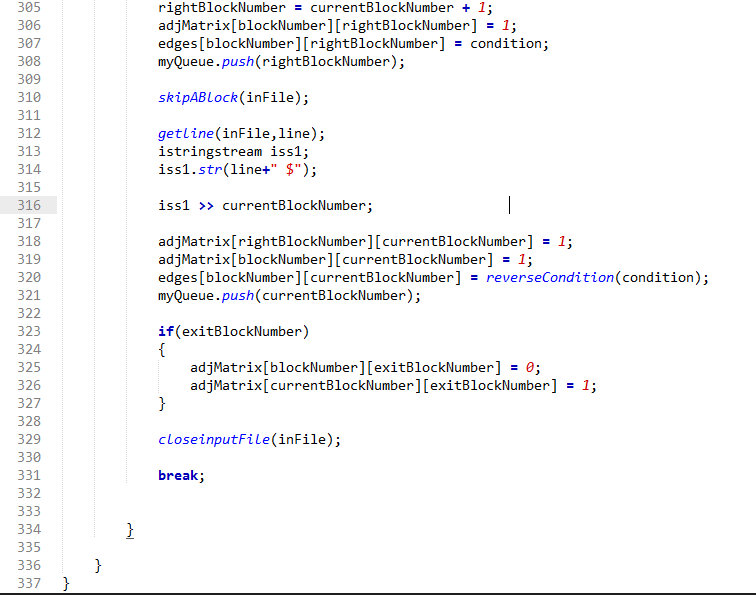 305 rightBlockNumber = currentBlockNumber + 1;
306 adjMatrix[blockNumber][rightBlockNumber] = 1;
307 edges[blockNumber][rightBlockNumber] = condition;
308 myQueue.push(rightBlockNumber);
309
310 skipABlock(inFile);
311
312 getline(inFile,line);
313 istringstream iss1;
314 iss1.str(line+" $");
315
316 iss1 >> currentBlockNumber;
317
318 adjMatrix[rightBlockNumber][currentBlockNumber] = 1;
319 adjMatrix[blockNumber][currentBlockNumber] = 1;
320 edges[blockNumber][currentBlockNumber] = reverseCondition(condition);
321 myQueue.push(currentBlockNumber);
322
323 if(exitBlockNumber)
324 {
325 adjMatrix[blockNumber][exitBlockNumber] = 0;
326 adjMatrix[currentBlockNumber][exitBlockNumber] = 1;
327 }
328
329 closeinputFile(inFile);
330
331 break;
332
333
334 }
335
336 }
337 }